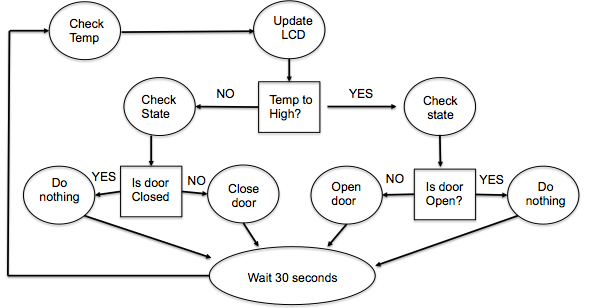 Check
Temp
Update
LCD
NO
Temp to
High?
YES
Check
State
Check
state
Do
nothing
YES
Is door
Closed
NO
Close
door
Open
door
NO
Is door
Open?
YES
Do
nothing
Wait 30 seconds